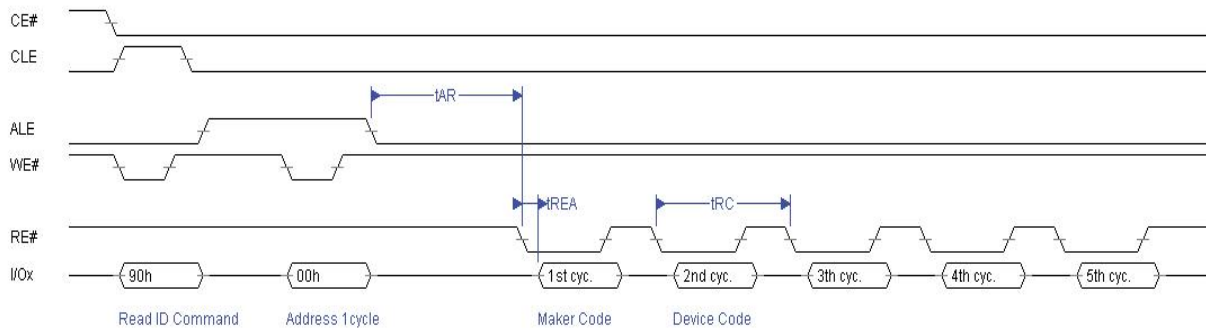 CE#
CLE
tAR
ALE
WE#
tREA
tRC
RE#
I/Ox
90h
00h
1st cyc.
2nd cyc.
3th cyc.
4th cyc.
5th cyc.
Read ID Command
Address 1cycle
Maker Code
Device Code